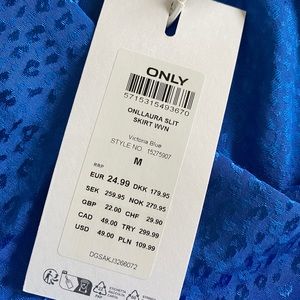 ONLY
5715315493670
ONLLAURA SLIT
SKIRT WVN
Victoria Blue
STYLE NO. 15275907
M
RRP
EUR 24.99 DKK 179.95
SEK 259.95 NOK 279.95
GBP 22.00 CHF 29.90
CAD 49.00 TRY 299.99
USD 49.00 PLN 109.99
DGSAKJ3266072